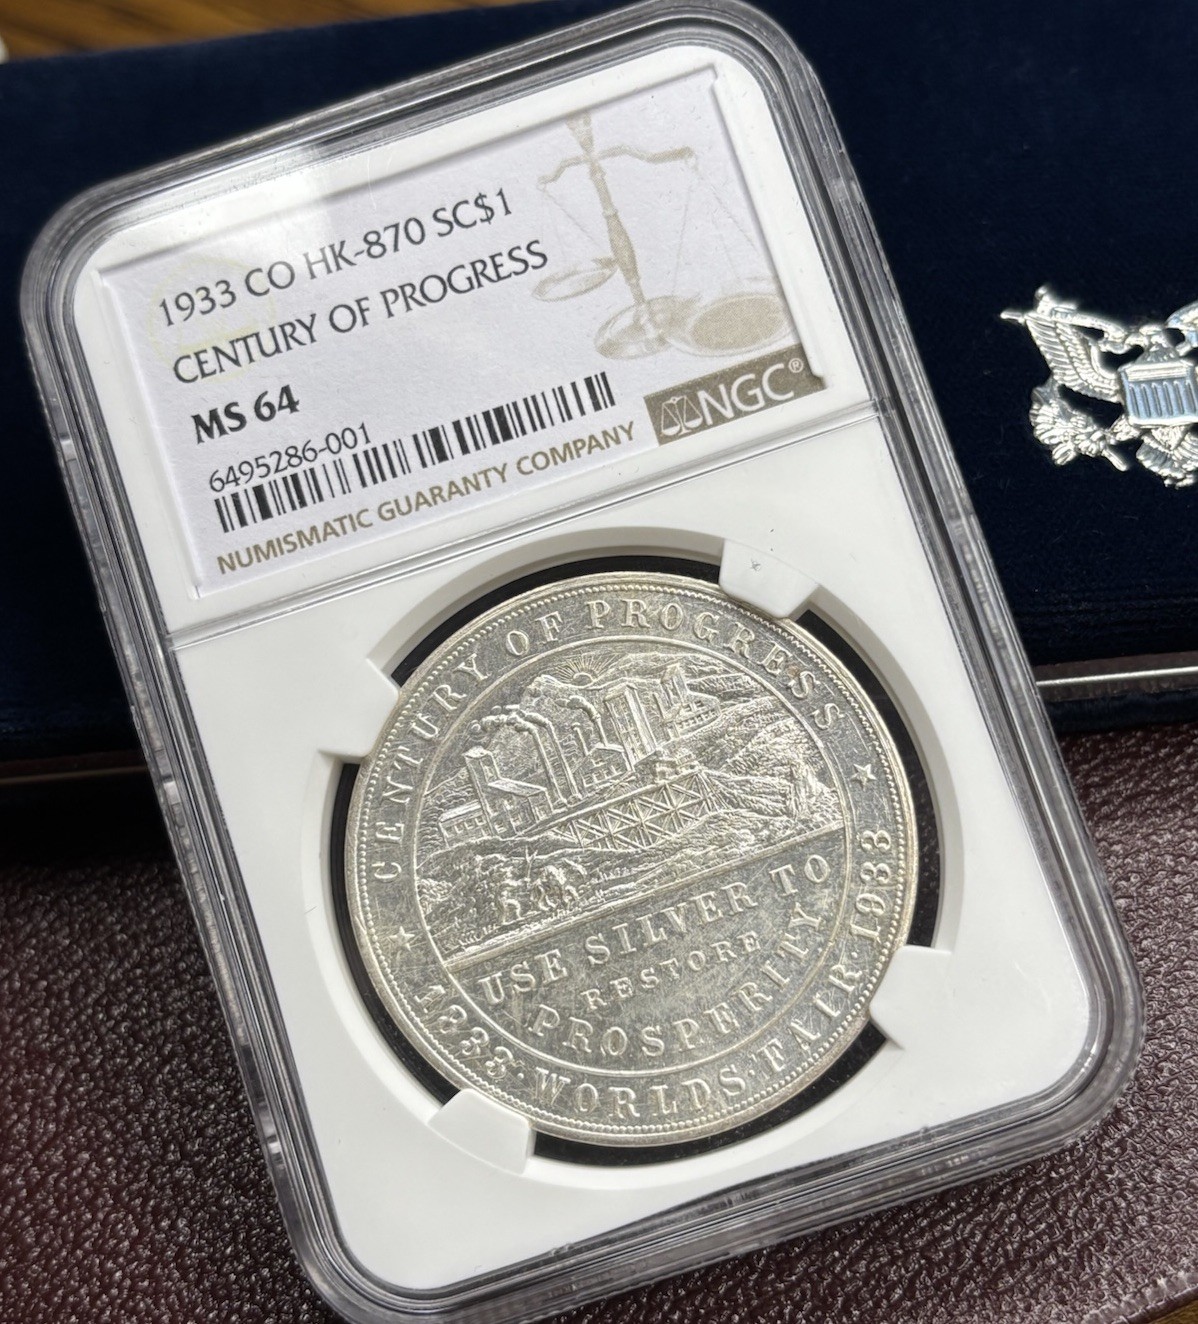 1933 CO HK-870 SC$1
CENTURY OF PROGRESS
MS 64
6495286-001
NUMISMATIC GUARANTY COMPANY
NGC®
CENTURY OF PROGRESS
USE SILVER TO
RESTORE
PROSPERITY
1833·WORLDS·FAIR·1933